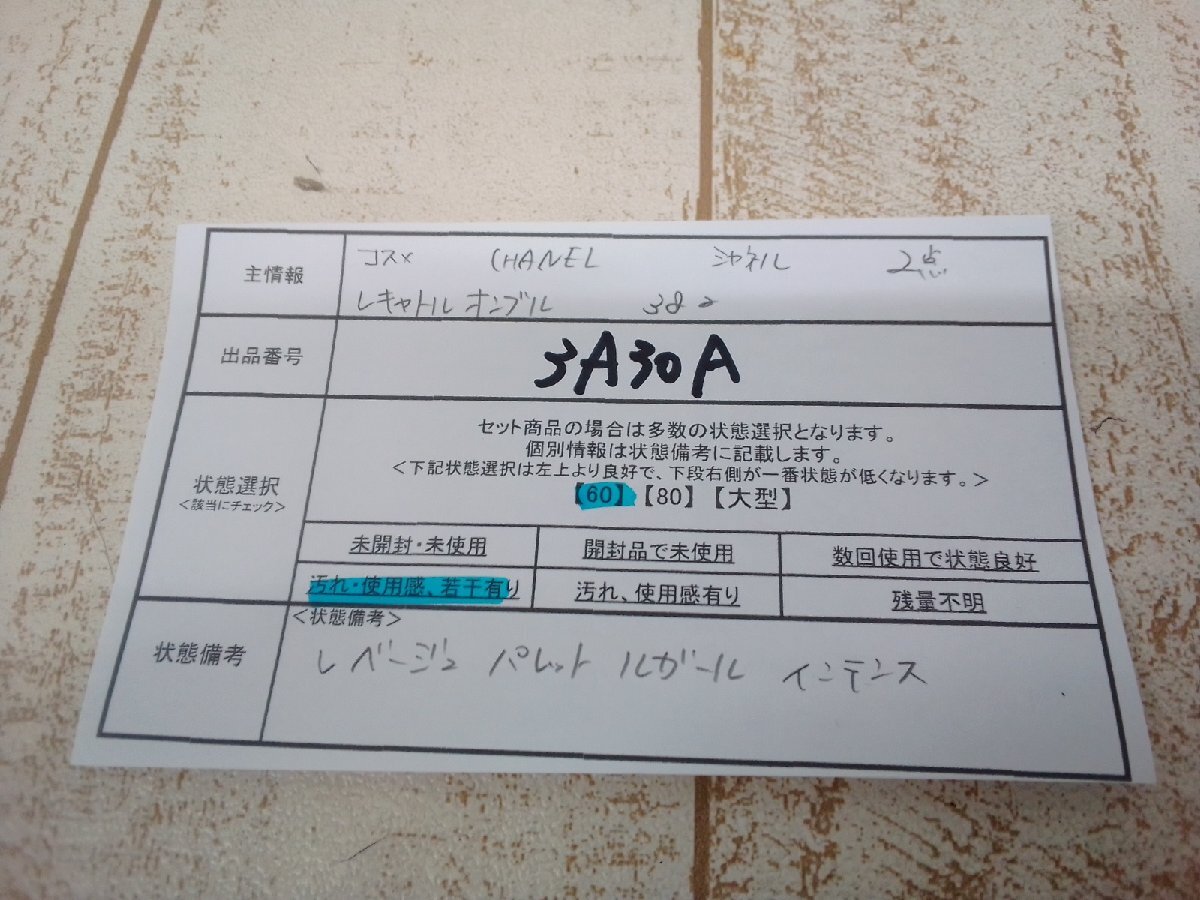 主情報
コスメ CHANEL シャネル 2点
レキャトルオンブル 382
出品番号
3A30A
状態選択
<該当にチェック>
セット商品の場合は多数の状態選択となります。
個別情報は状態備考に記載します。
<下記状態選択は左上より良好で、下段右側が一番状態が低くなります。>
【60】【80】【大型】
未開封・未使用 開封品で未使用 数回使用で状態良好
汚れ・使用感、若干有り 汚れ、使用感有り 残量不明
状態備考
<状態備考>
レベージュ パレット ルガール インテンス